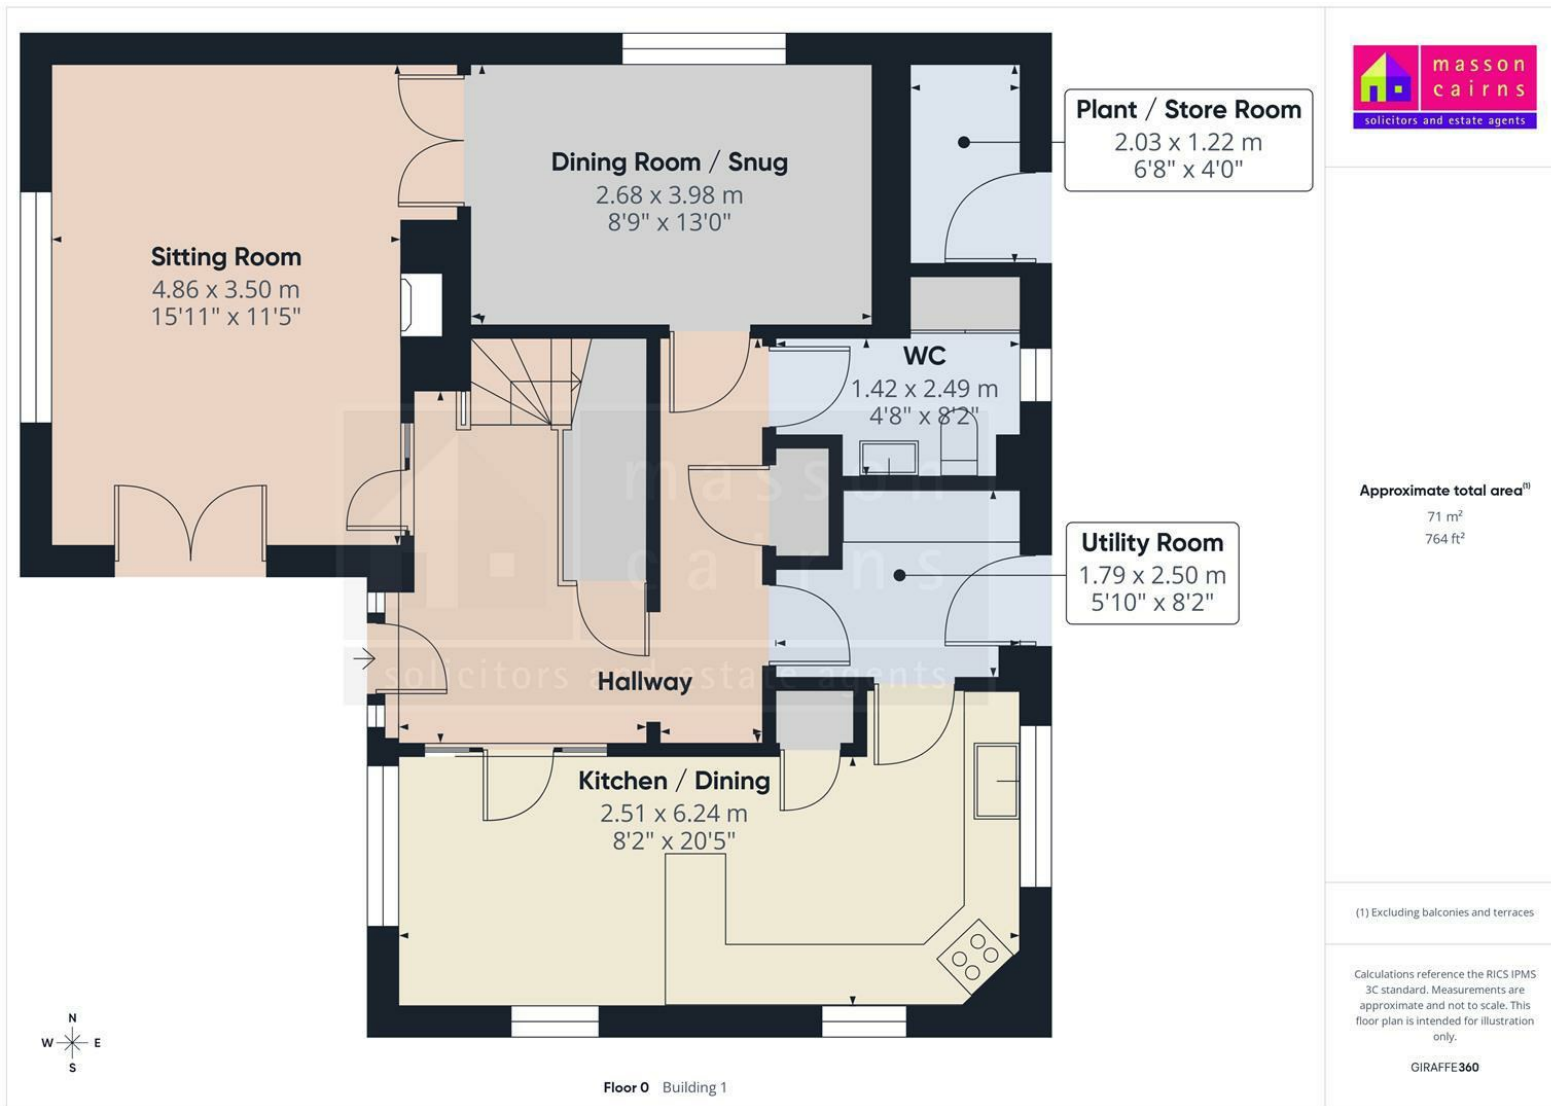 masson
cairns
solicitors and estate agents
Plant / Store Room
2.03 x 1.22 m
6'8" x 4'0"
Dining Room / Snug
2.68 x 3.98 m
8'9" x 13'0"
Sitting Room
4.86 x 3.50 m
15'11" x 11'5"
WC
1.42 x 2.49 m
4'8" x 8'2"
masson
cairns
solicitors and estate agents
Approximate total area(1)
71 m²
764 ft²
Utility Room
1.79 x 2.50 m
5'10" x 8'2"
Hallway
Kitchen / Dining
2.51 x 6.24 m
8'2" x 20'5"
(1) Excluding balconies and terraces
Calculations reference the RICS IPMS
3C standard. Measurements are
approximate and not to scale. This
floor plan is intended for illustration
only.
GIRAFFE360
N
W E
S
Floor 0 Building 1